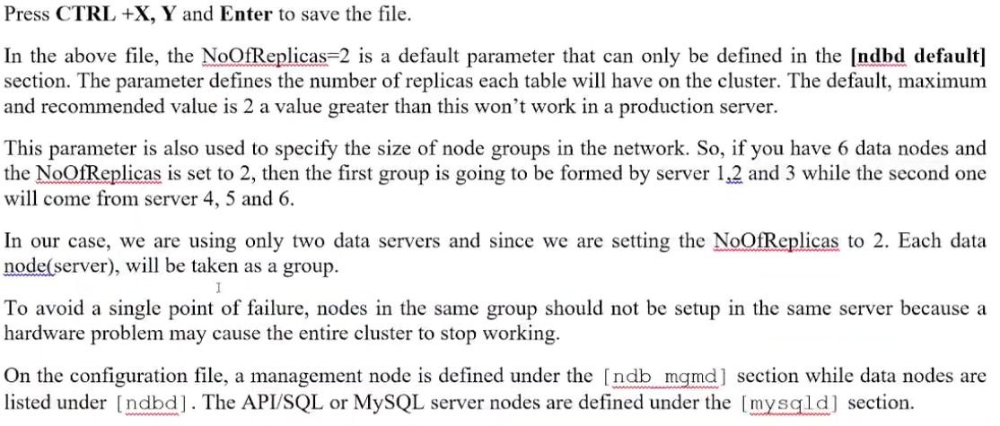 Press CTRL +X, Y and Enter to save the file.
In the above file, the NoOfReplicas=2 is a default parameter that can only be defined in the [ndbd default]
section. The parameter defines the number of replicas each table will have on the cluster. The default, maximum
and recommended value is 2 a value greater than this won’t work in a production server.
This parameter is also used to specify the size of node groups in the network. So, if you have 6 data nodes and
the NoOfReplicas is set to 2, then the first group is going to be formed by server 1,2 and 3 while the second one
will come from server 4, 5 and 6.
In our case, we are using only two data servers and since we are setting the NoOfReplicas to 2. Each data
node(server), will be taken as a group.
To avoid a single point of failure, nodes in the same group should not be setup in the same server because a
hardware problem may cause the entire cluster to stop working.
On the configuration file, a management node is defined under the [ndb_mgmd] section while data nodes are
listed under [ndbd]. The API/SQL or MySQL server nodes are defined under the [mysqld] section.